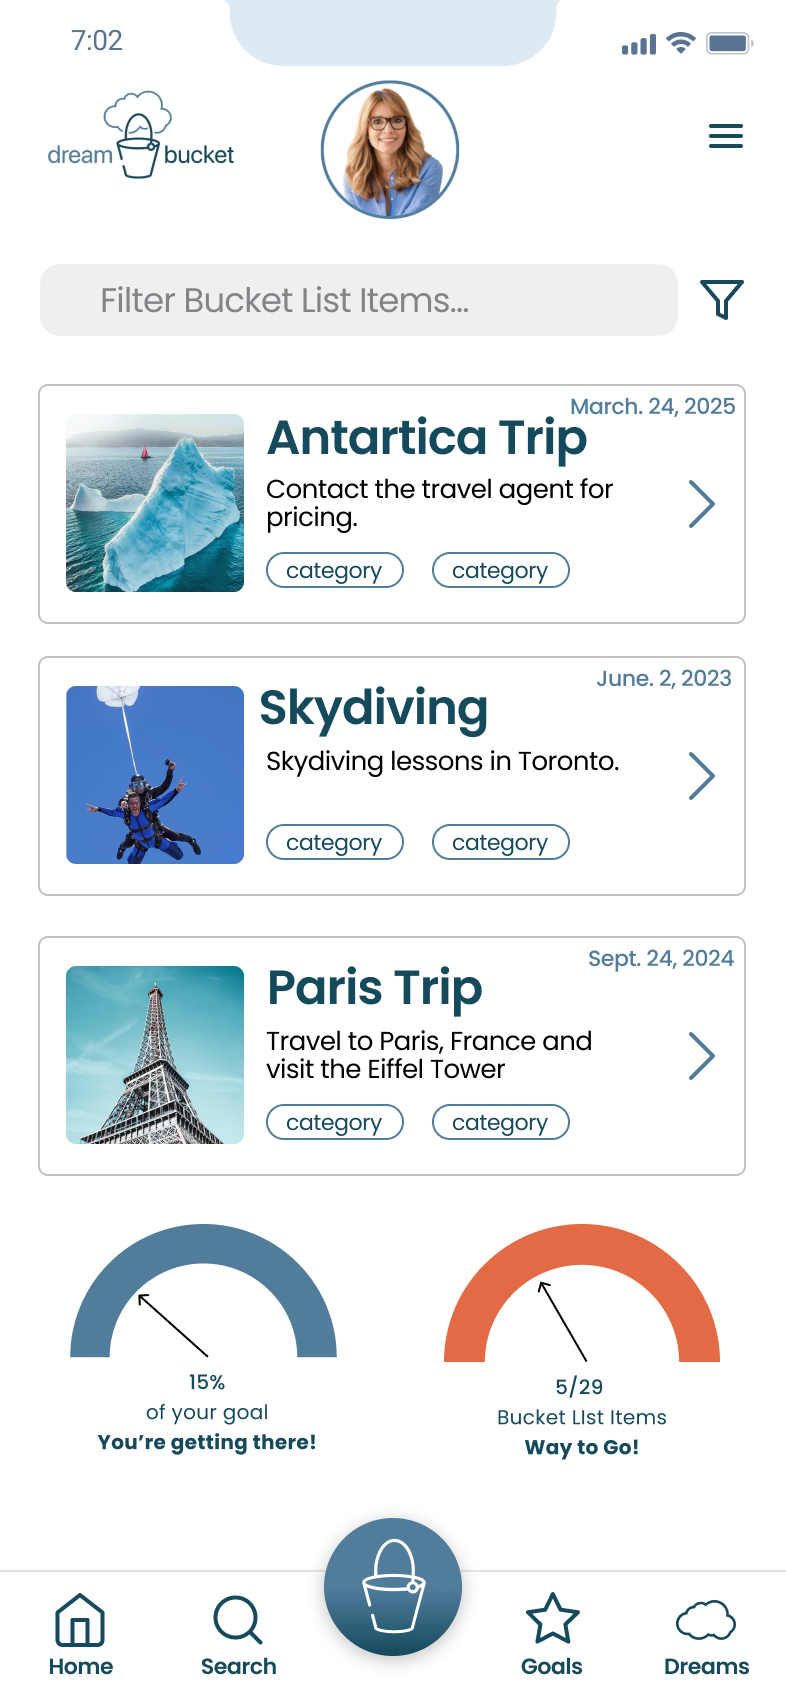 7:02
dream bucket
Filter Bucket List Items...
March. 24, 2025
Antartica Trip
Contact the travel agent for
pricing.
category category
June. 2, 2023
Skydiving
Skydiving lessons in Toronto.
category category
Sept. 24, 2024
Paris Trip
Travel to Paris, France and
visit the Eiffel Tower
category category
15%
of your goal
You're getting there!
5/29
Bucket LIst Items
Way to Go!
Home Search Goals Dreams